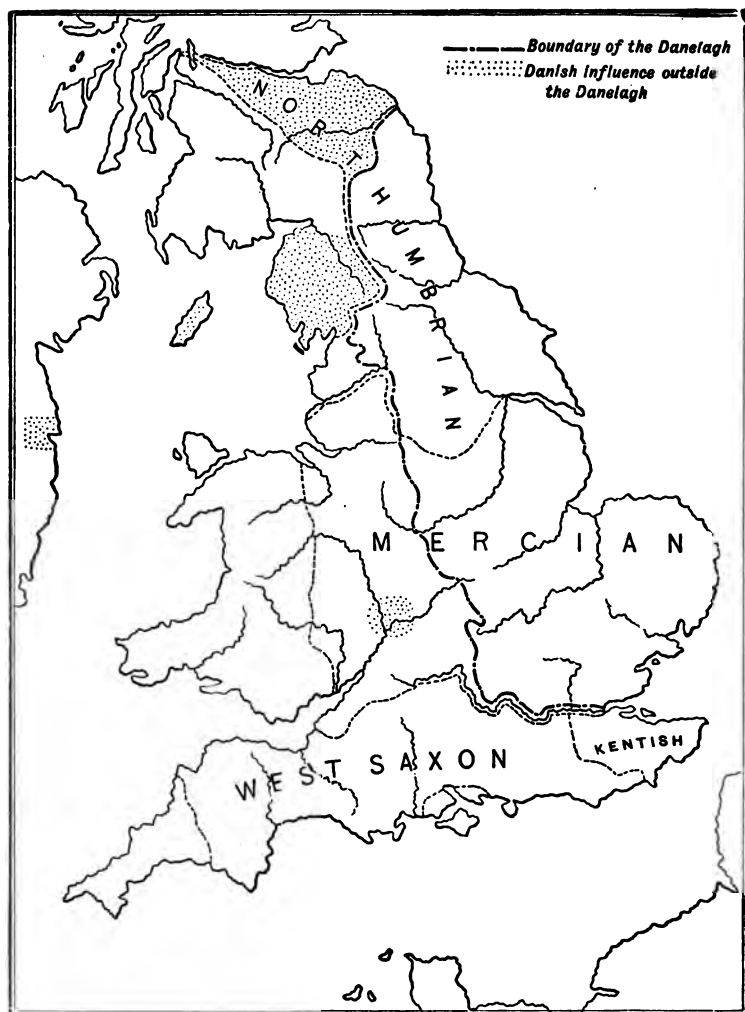 Boundary of the Danelagh
Danish influence outside
the Danelagh
NORTHUMBRIAN
MERCIAN
WEST SAXON
KENTISH